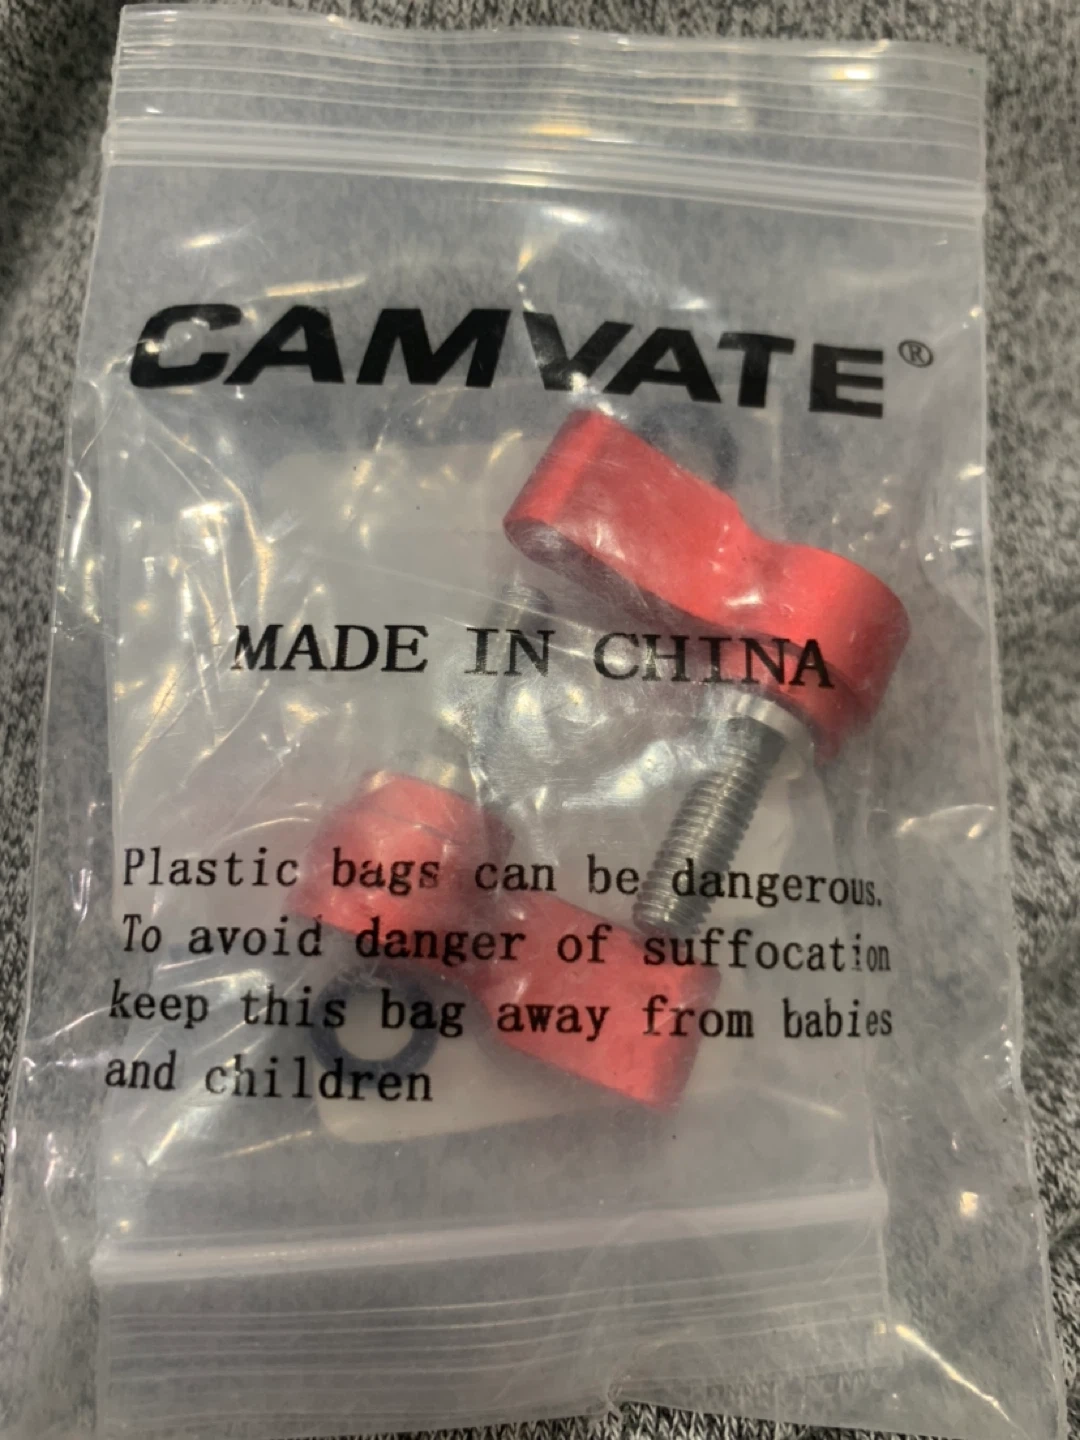 CAMVATE®
MADE IN CHINA
Plastic bags can be dangerous.
To avoid danger of suffocation
keep this bag away from babies
and children